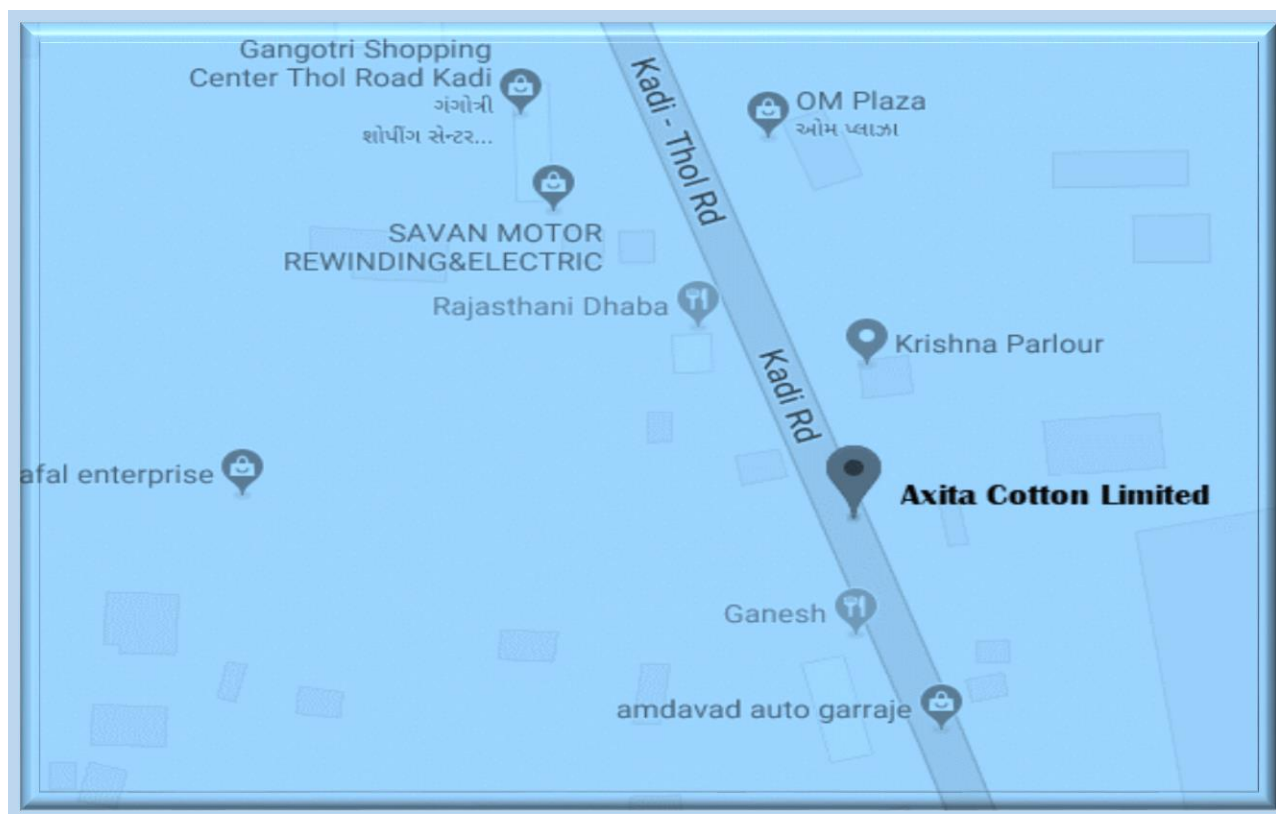 Gangotri Shopping
Center Thol Road Kadi
ગંગોત્રી
શોપીંગ સેન્ટર...
Kadi - Thol Rd
OM Plaza
ઓમ પ્લાઝા
SAVAN MOTOR
REWINDING&ELECTRIC
Rajasthani Dhaba
Krishna Parlour
Kadi Rd
afal enterprise
Axita Cotton Limited
Ganesh
amdavad auto garraje